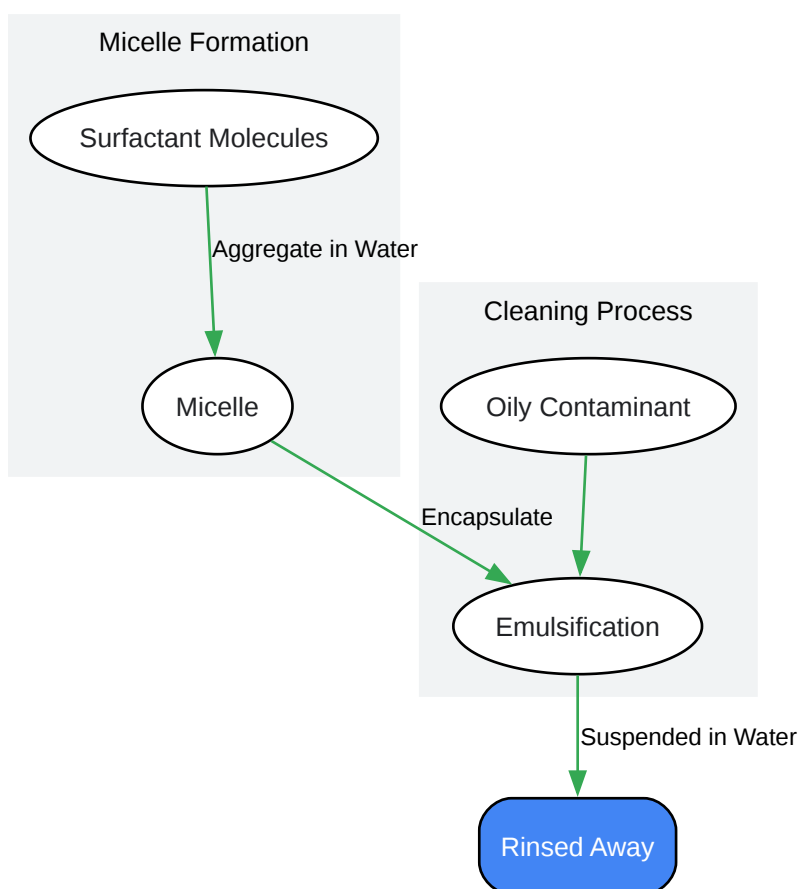 Micelle Formation
Surfactant Molecules
Aggregate in Water
Cleaning Process
Micelle
Oily Contaminant
Encapsulate
Emulsification
Suspended in Water
Rinsed Away